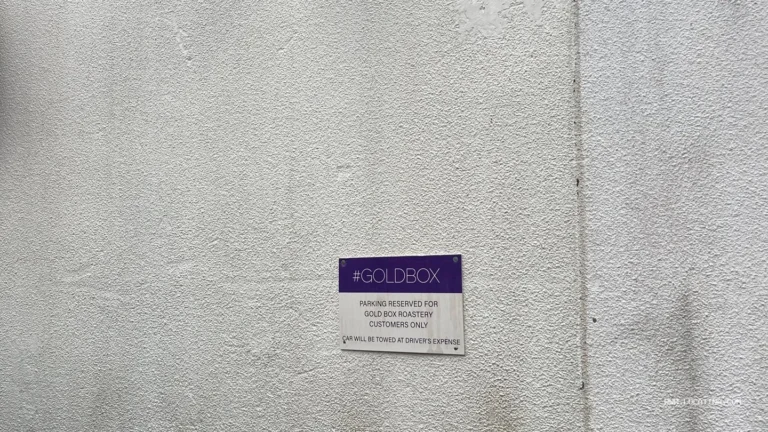 #GOLDBOX
PARKING RESERVED FOR
GOLD BOX ROASTERY
CUSTOMERS ONLY
CAR WILL BE TOWED AT DRIVER'S EXPENSE